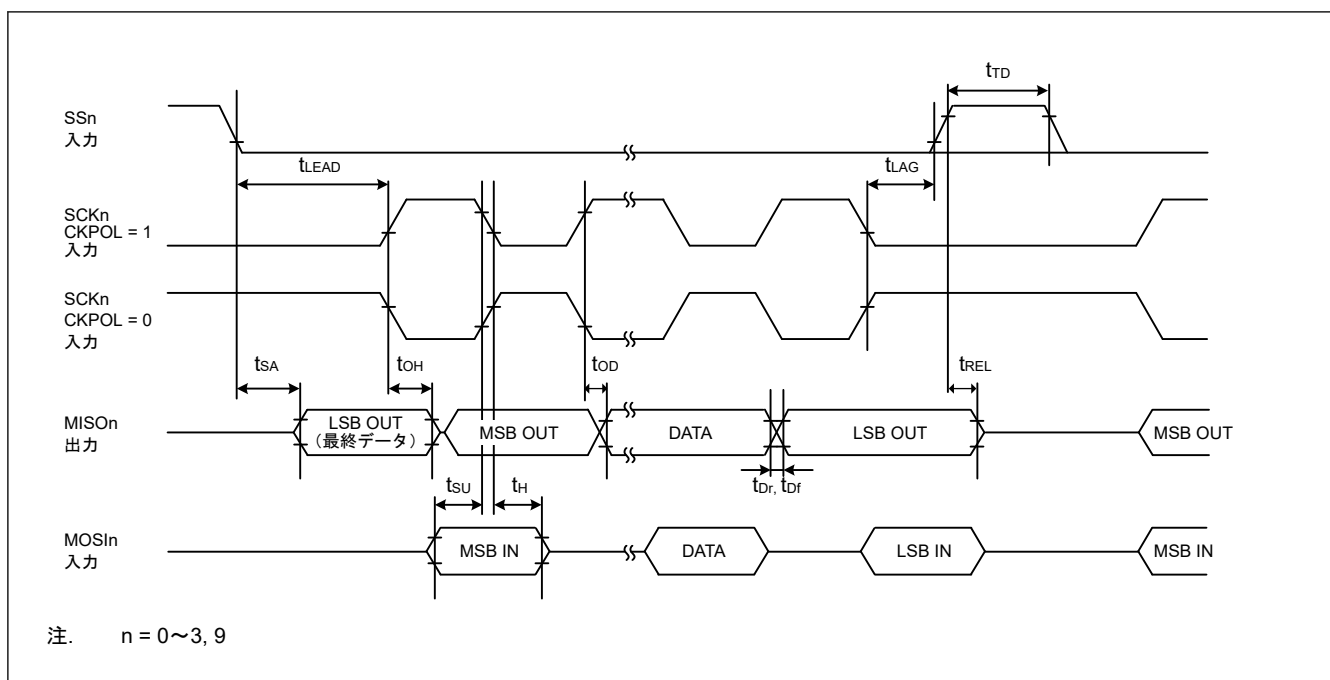 tTD
SSn
入力
tLEAD
tLAG
SCKn
CKPOL = 1
入力
SCKn
CKPOL = 0
入力
tSA
tOH
tOD
tREL
MISOn
出力
LSB OUT
（最終データ）
MSB OUT
DATA
LSB OUT
MSB OUT
tSU
tH
tDr, tDf
MOSIn
入力
MSB IN
DATA
LSB IN
MSB IN
注. n = 0～3, 9